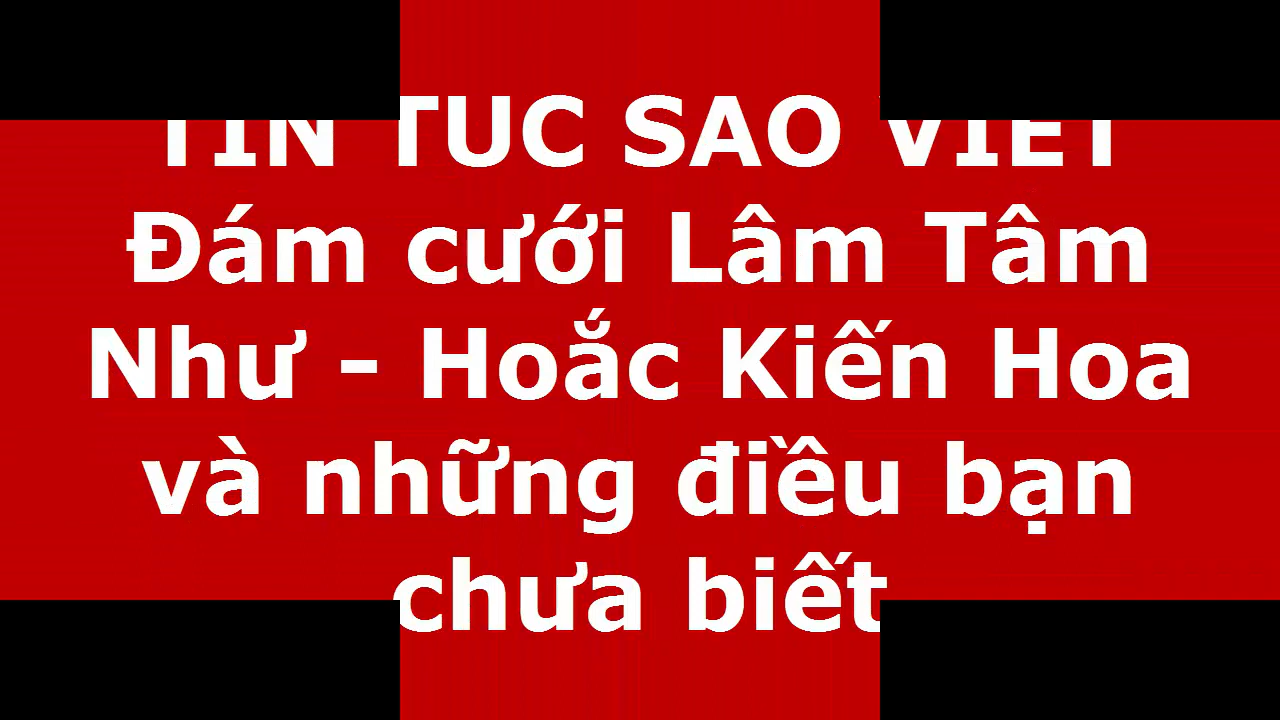 TIN TUC SAO VIET
Đám cưới Lâm Tâm
Như - Hoắc Kiến Hoa
và những điều bạn
chưa biết